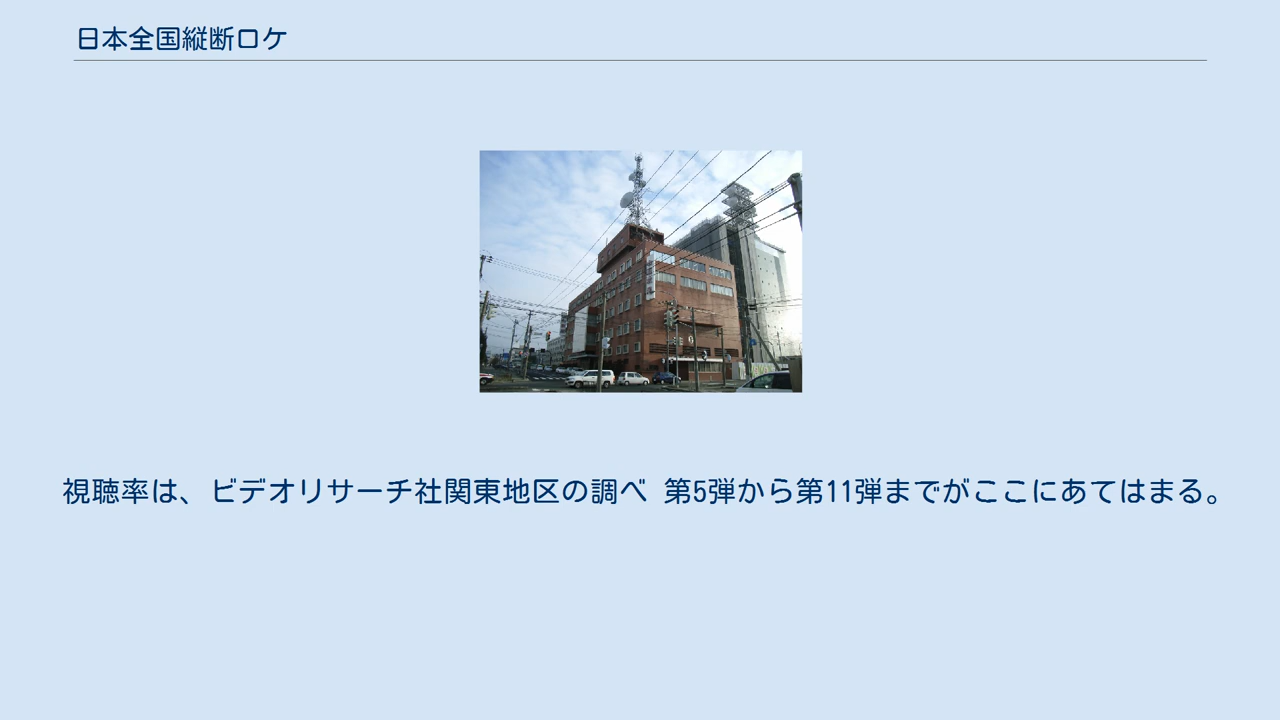 日本全国縦断ロケ
視聴率は、ビデオリサーチ社関東地区の調べ 第5弾から第11弾までがここにあてはまる。